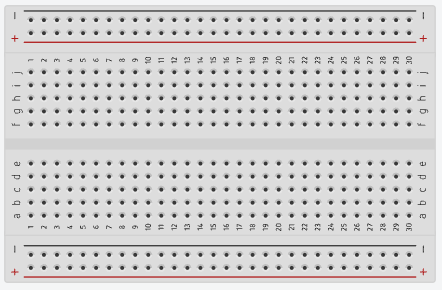 − −
+ +
1 2 3 4 5 6 7 8 9 10 11 12 13 14 15 16 17 18 19 20 21 22 23 24 25 26 27 28 29 30
j j
i i
h h
g g
f f
e e
d d
c c
b b
a a
1 2 3 4 5 6 7 8 9 10 11 12 13 14 15 16 17 18 19 20 21 22 23 24 25 26 27 28 29 30
− −
+ +